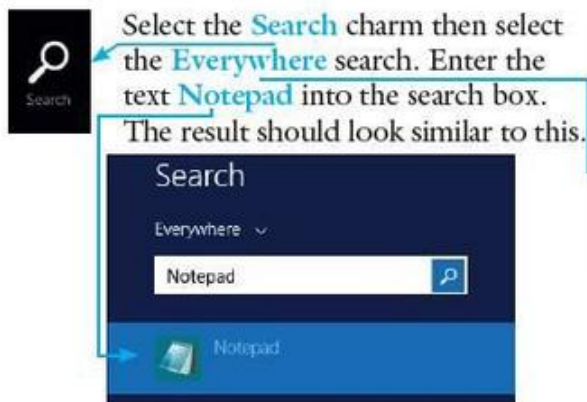 Select the Search charm then select
the Everywhere search. Enter the
text Notepad into the search box.
The result should look similar to this.
Search
Search
Everywhere
Notepad
Notepad